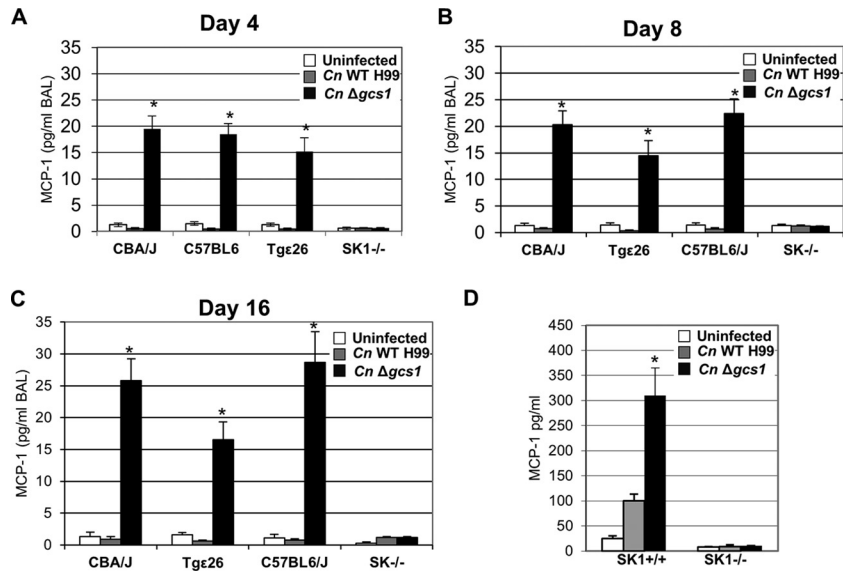 A
Day 4
35
30
25
20
15
10
5
0
MCP-1 (pg/ml BAL)
Uninfected
Cn WT H99
Cn Δgcs1
*
*
*
CBA/J C57BL6 Tgε26 SK1-/-
B
Day 8
35
30
25
20
15
10
5
0
MCP-1 (pg/ml BAL)
Uninfected
Cn WT H99
Cn Δgcs1
*
*
*
CBA/J Tgε26 C57BL6/J SK-/-
C
Day 16
35
30
25
20
15
10
5
0
MCP-1 (pg/ml BAL)
Uninfected
Cn WT H99
Cn Δgcs1
*
*
*
CBA/J Tgε26 C57BL6/J SK-/-
D
450
400
350
300
250
200
150
100
50
0
MCP-1 pg/ml
Uninfected
Cn WT H99
Cn Δgcs1
*
SK1+/+ SK1-/-